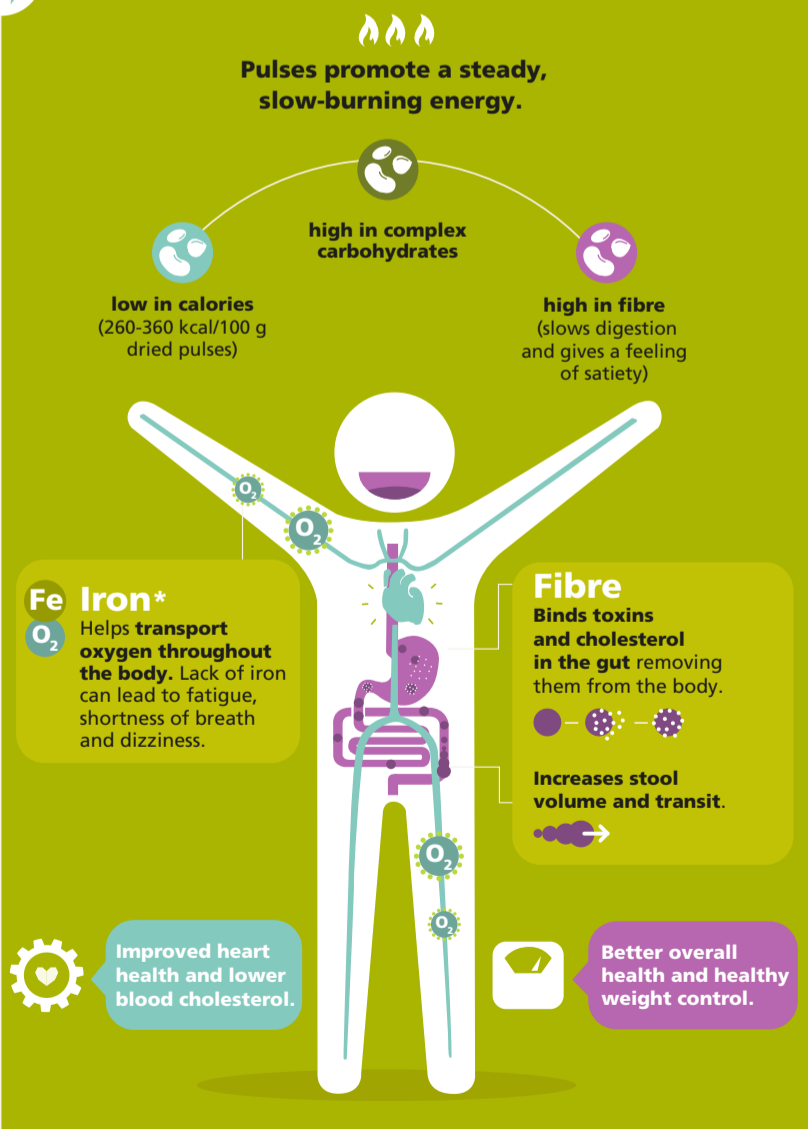 Pulses promote a steady,
slow-burning energy.
high in complex
carbohydrates
low in calories
(260-360 kcal/100 g
dried pulses)
high in fibre
(slows digestion
and gives a feeling
of satiety)
O₂
O₂
Fe
Iron*
O₂
Helps transport
oxygen throughout
the body. Lack of iron
can lead to fatigue,
shortness of breath
and dizziness.
Fibre
Binds toxins
and cholesterol
in the gut removing
them from the body.
Increases stool
volume and transit.
O₂
O₂
Improved heart
health and lower
blood cholesterol.
Better overall
health and healthy
weight control.